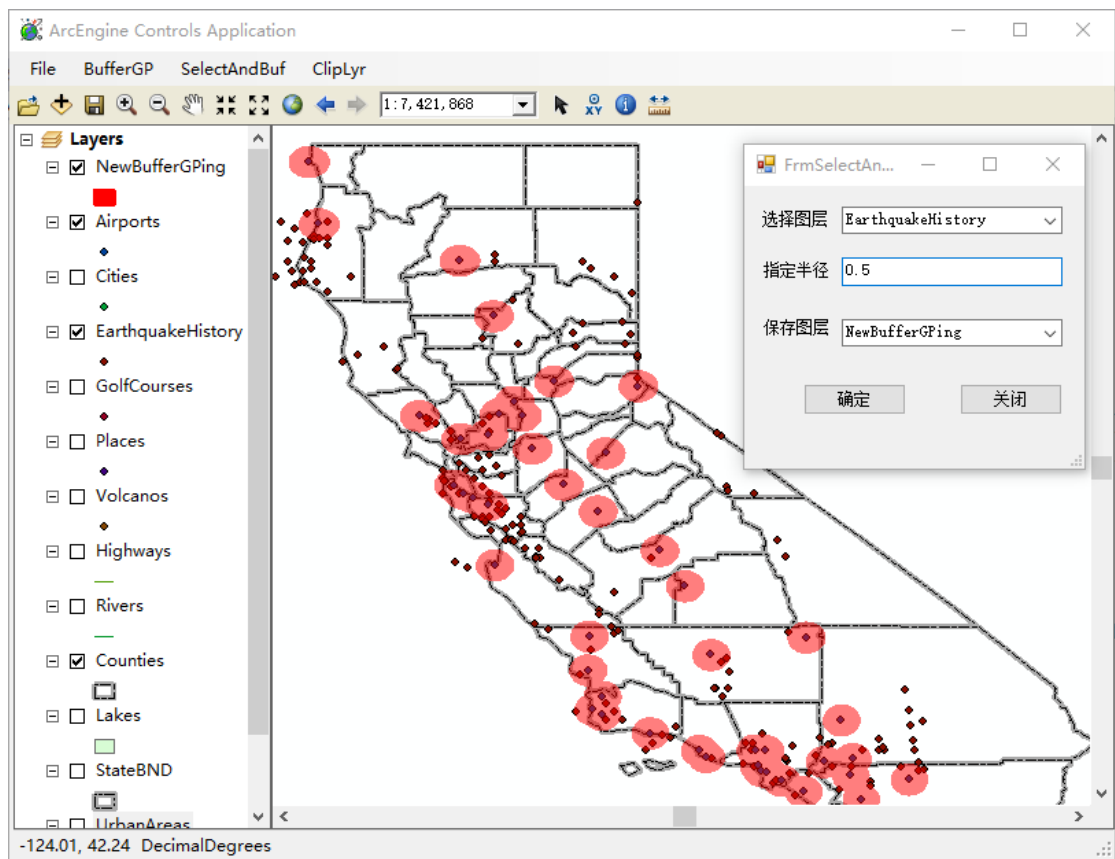 ArcEngine Controls Application
File BufferGP SelectAndBuf ClipLyr
1:7,421,868
XY
Layers
NewBufferGPing
Airports
Cities
EarthquakeHistory
GolfCourses
Places
Volcanos
Highways
Rivers
Counties
Lakes
StateBND
UrbanAreas
FrmSelectAn...
选择图层 EarthquakeHistory
指定半径 0.5
保存图层 NewBufferGPing
确定 关闭
-124.01, 42.24 DecimalDegrees